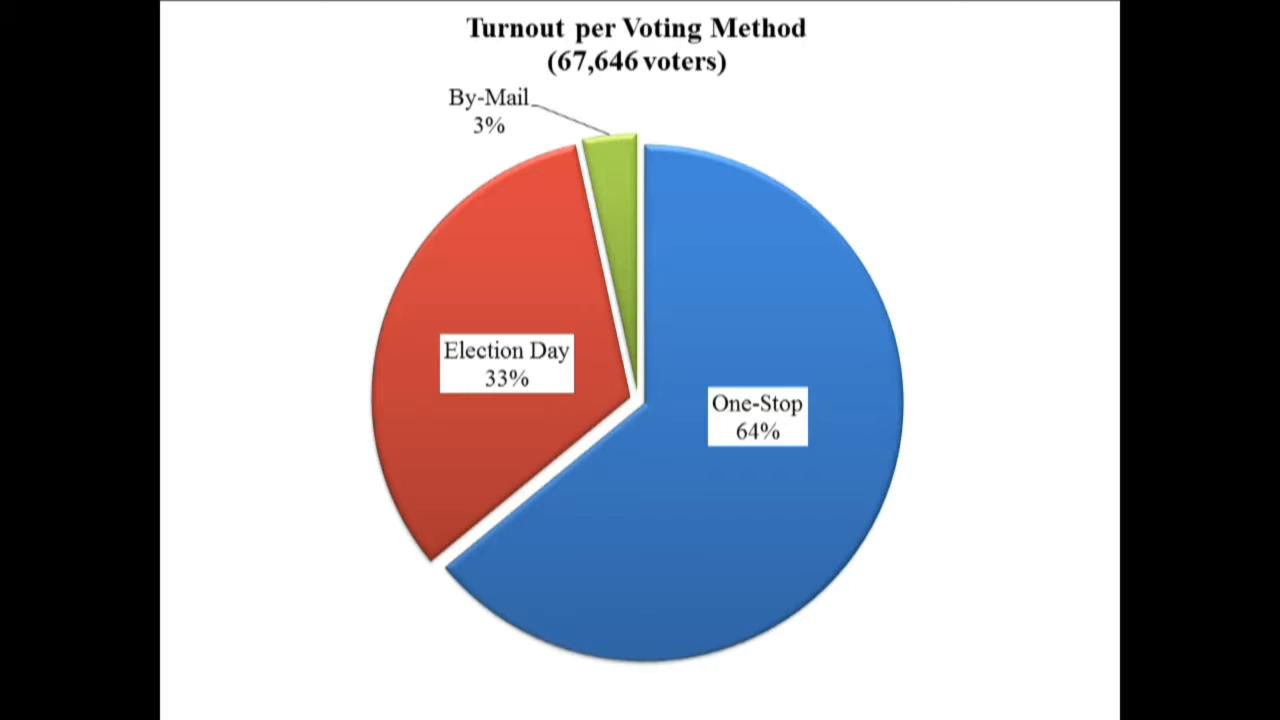 Turnout per Voting Method
(67,646 voters)
By-Mail
3%
Election Day
33%
One-Stop
64%